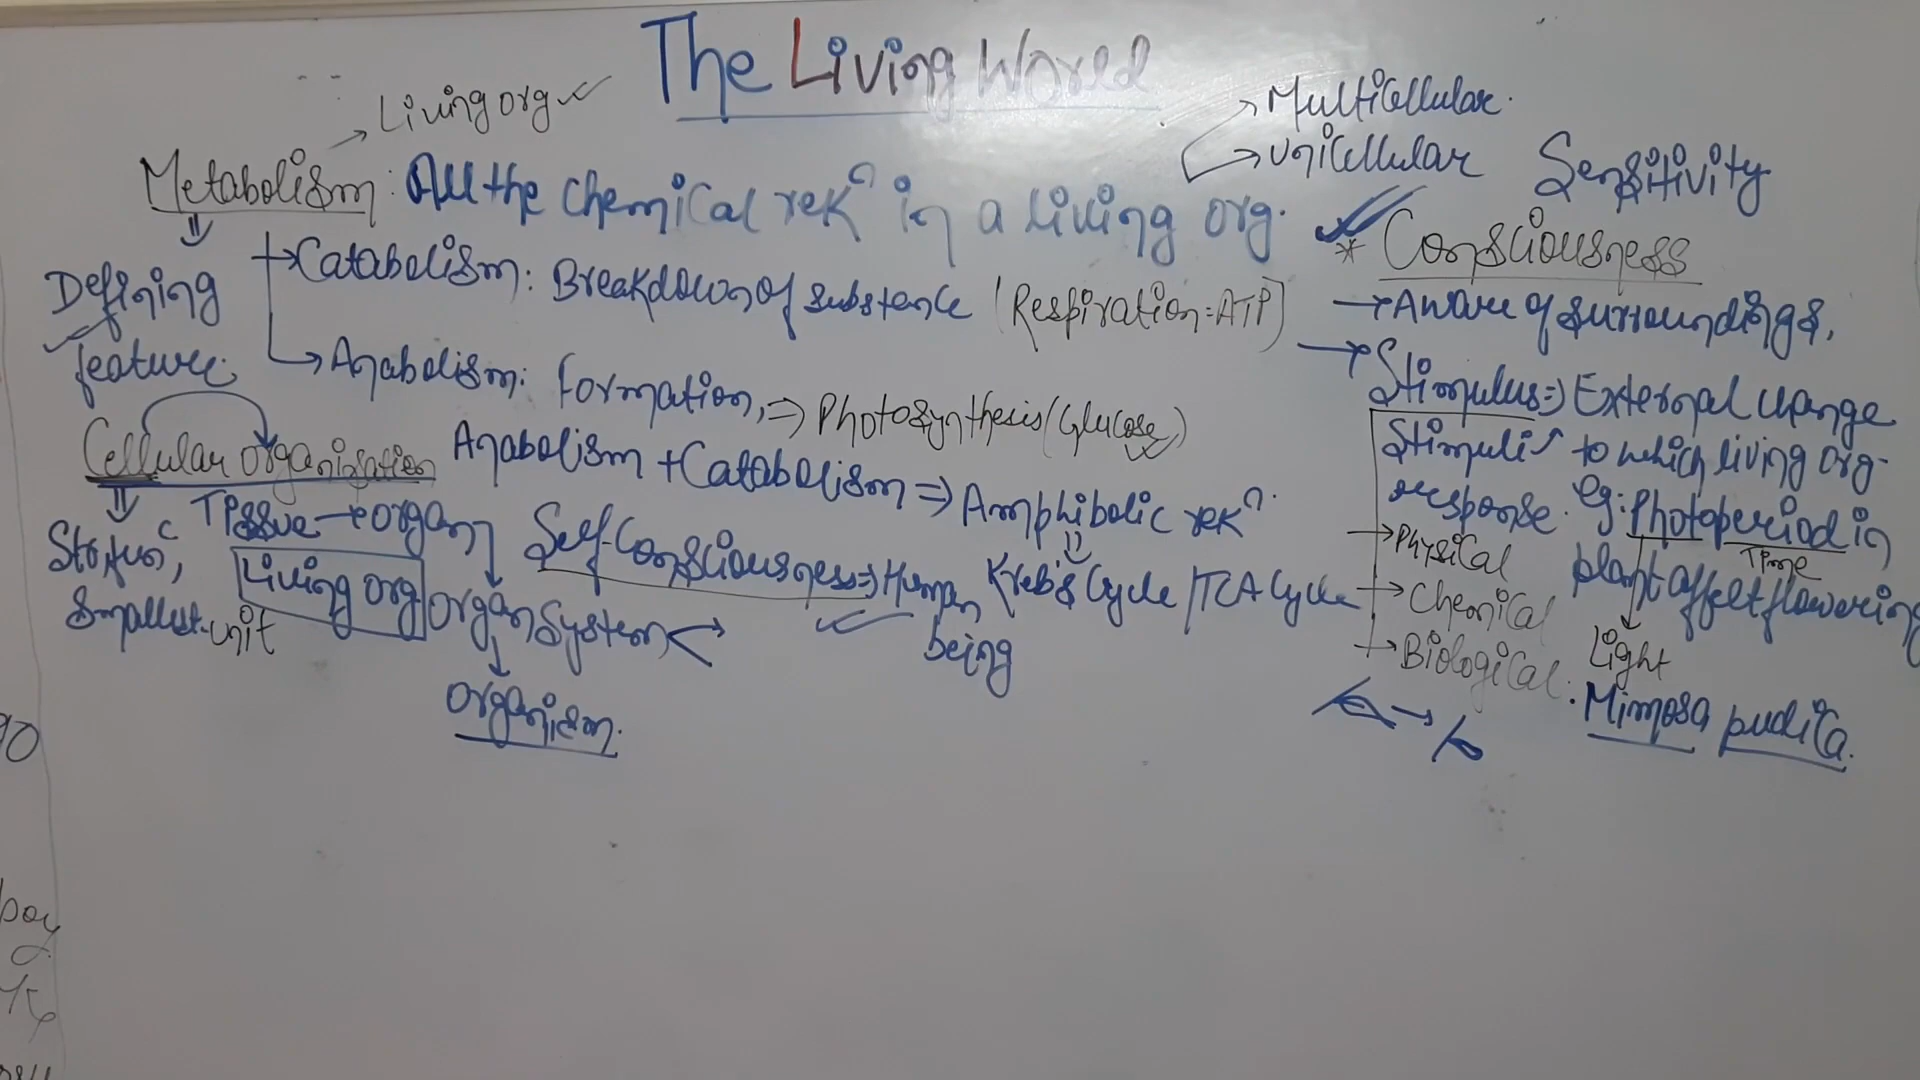 The Living World
Living org
Metabolism: All the chemical rek^n in a living org.
→ Multicellular.
→ Unicellular
Defining
feature
→ Catabolism: Breakdown of substance (Respiration: ATP)
→ Anabolism: Formation, ⇒ Photosynthesis (Glucose)
Anabolism + Catabolism ⇒ Amphibolic rek^n.
Kreb's Cycle / TCA Cycle
Cellular organisation
smallest unit
Tissue → organ
Living org
organ system
organism.
Self-Consciousness ⇒ Human
being
Sensitivity
* Consciousness
→ Aware of surroundings,
→ Stimulus ⇒ External change
Stimuli to which living org.
response. eg: Photoperiod in
Time
plant affect flowering
Light
→ Physical
→ Chemical
→ Biological.
Mimosa pudica.